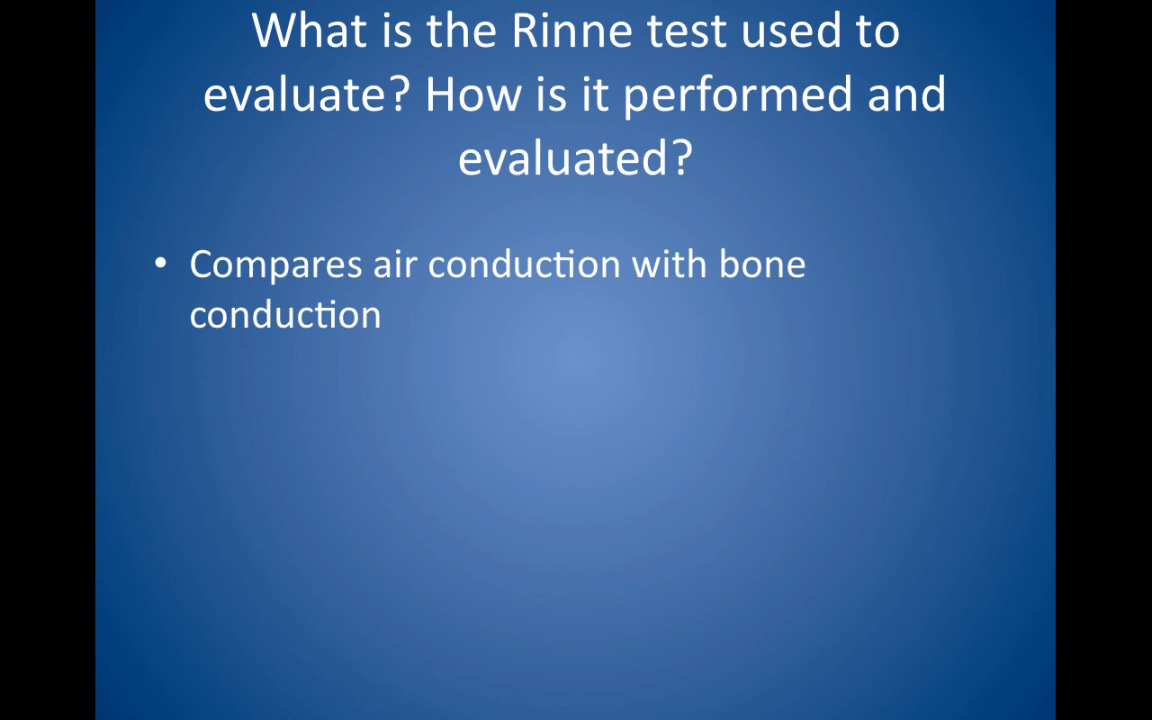 What is the Rinne test used to
evaluate? How is it performed and
evaluated?
• Compares air conduction with bone
conduction